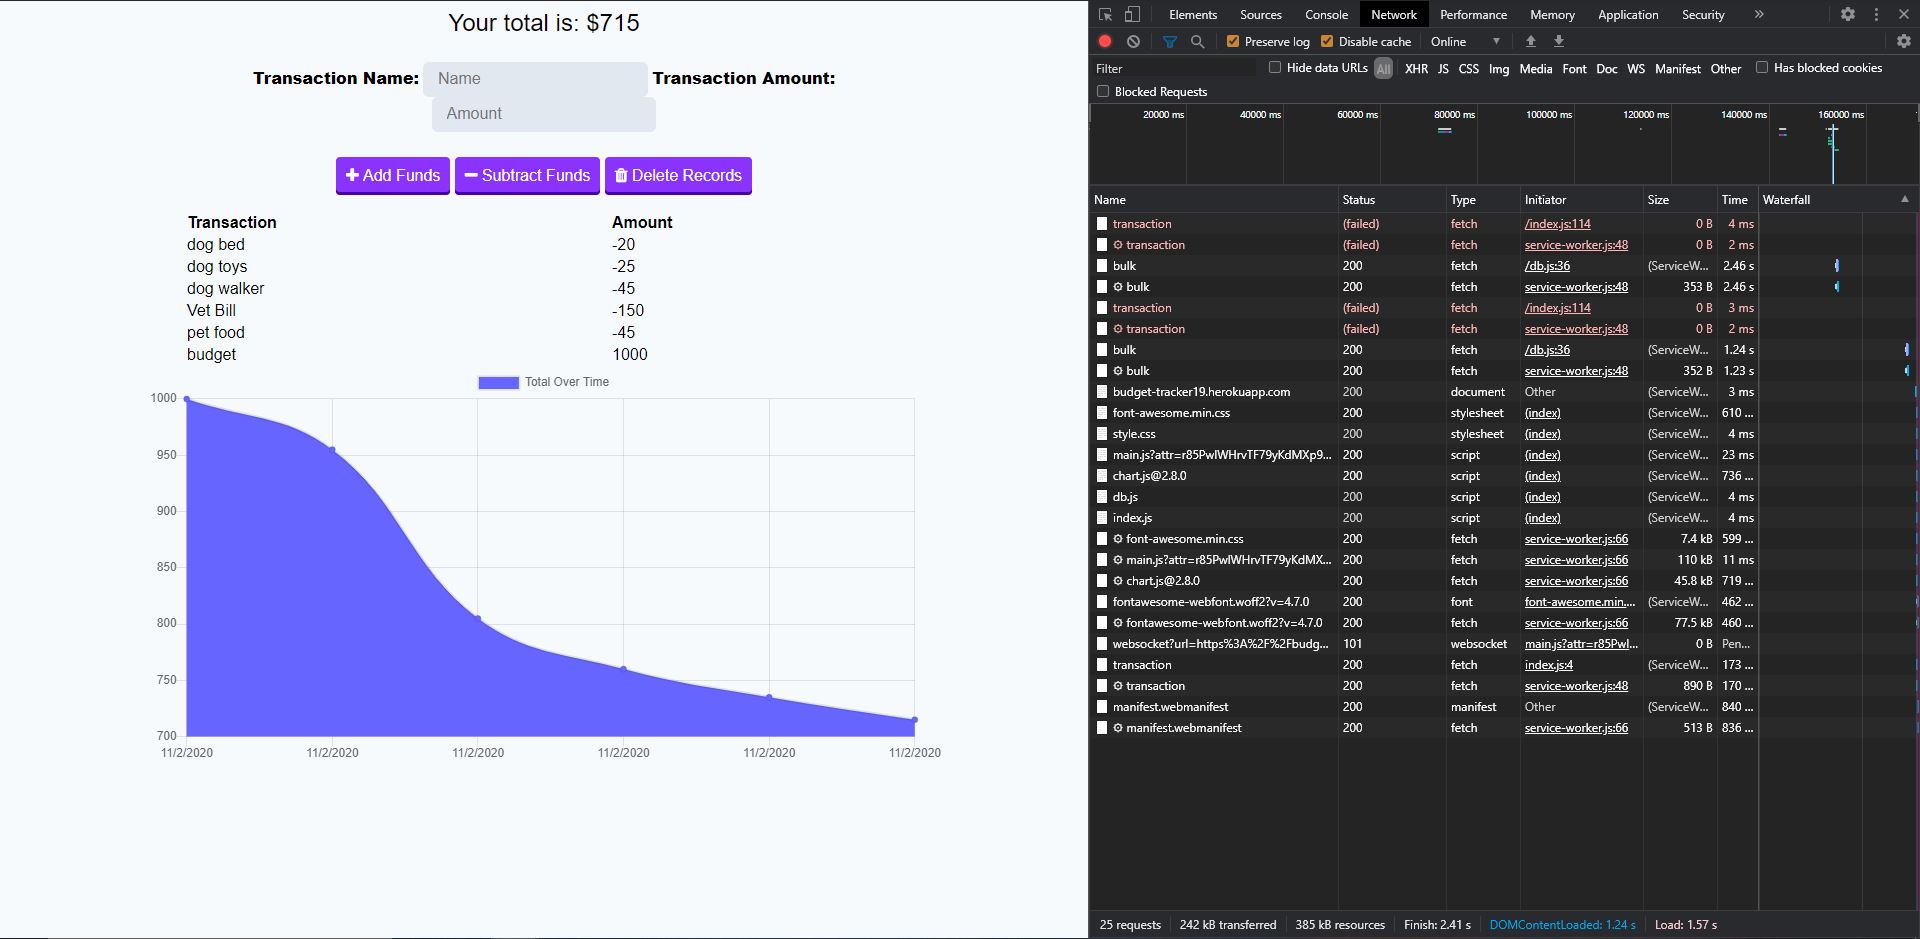 Your total is: $715
Transaction Name: Name Transaction Amount:
Amount
Add Funds Subtract Funds Delete Records
Transaction Amount
dog bed -20
dog toys -25
dog walker -45
Vet Bill -150
pet food -45
budget 1000
Total Over Time
1000
950
900
850
800
750
700
11/2/2020 11/2/2020 11/2/2020 11/2/2020 11/2/2020 11/2/2020
Elements Sources Console Network Performance Memory Application Security »
Preserve log Disable cache Online
Filter Hide data URLs All XHR JS CSS Img Media Font Doc WS Manifest Other Has blocked cookies
Blocked Requests
20000 ms 40000 ms 60000 ms 80000 ms 100000 ms 120000 ms 140000 ms 160000 ms
Name Status Type Initiator Size Time Waterfall
transaction (failed) fetch /index.js:114 0 B 4 ms
transaction (failed) fetch service-worker.js:48 0 B 2 ms
bulk 200 fetch /db.js:36 (ServiceW... 2.46 s
bulk 200 fetch service-worker.js:48 353 B 2.46 s
transaction (failed) fetch /index.js:114 0 B 3 ms
transaction (failed) fetch service-worker.js:48 0 B 2 ms
bulk 200 fetch /db.js:36 (ServiceW... 1.24 s
bulk 200 fetch service-worker.js:48 352 B 1.23 s
budget-tracker19.herokuapp.com 200 document Other (ServiceW... 3 ms
font-awesome.min.css 200 stylesheet (index) (ServiceW... 610 ...
style.css 200 stylesheet (index) (ServiceW... 4 ms
main.js?attr=r85PwIWHrvTF79yKdMXp9... 200 script (index) (ServiceW... 23 ms
chart.js@2.8.0 200 script (index) (ServiceW... 736 ...
db.js 200 script (index) (ServiceW... 4 ms
index.js 200 script (index) (ServiceW... 4 ms
font-awesome.min.css 200 fetch service-worker.js:66 7.4 kB 599 ...
main.js?attr=r85PwIWHrvTF79yKdMX... 200 fetch service-worker.js:66 110 kB 11 ms
chart.js@2.8.0 200 fetch service-worker.js:66 45.8 kB 719 ...
fontawesome-webfont.woff2?v=4.7.0 200 font font-awesome.min.... (ServiceW... 462 ...
fontawesome-webfont.woff2?v=4.7.0 200 fetch service-worker.js:66 77.5 kB 460 ...
websocket?url=https%3A%2F%2Fbudg... 101 websocket main.js?attr=r85PwI... 0 B Pen...
transaction 200 fetch index.js:4 (ServiceW... 173 ...
transaction 200 fetch service-worker.js:48 890 B 170 ...
manifest.webmanifest 200 manifest Other (ServiceW... 840 ...
manifest.webmanifest 200 fetch service-worker.js:66 513 B 836 ...
25 requests 242 kB transferred 385 kB resources Finish: 2.41 s DOMContentLoaded: 1.24 s Load: 1.57 s